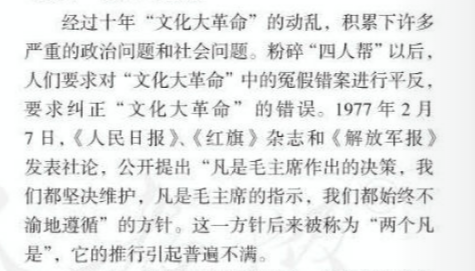 经过十年“文化大革命”的动乱，积累下许多
严重的政治问题和社会问题。粉碎“四人帮”以后，
人们要求对“文化大革命”中的冤假错案进行平反，
要求纠正“文化大革命”的错误。1977 年 2 月
7 日，《人民日报》、《红旗》杂志和《解放军报》
发表社论，公开提出“凡是毛主席作出的决策，我
们都坚决维护，凡是毛主席的指示，我们都始终不
渝地遵循”的方针。这一方针后来被称为“两个凡
是”，它的推行引起普遍不满。